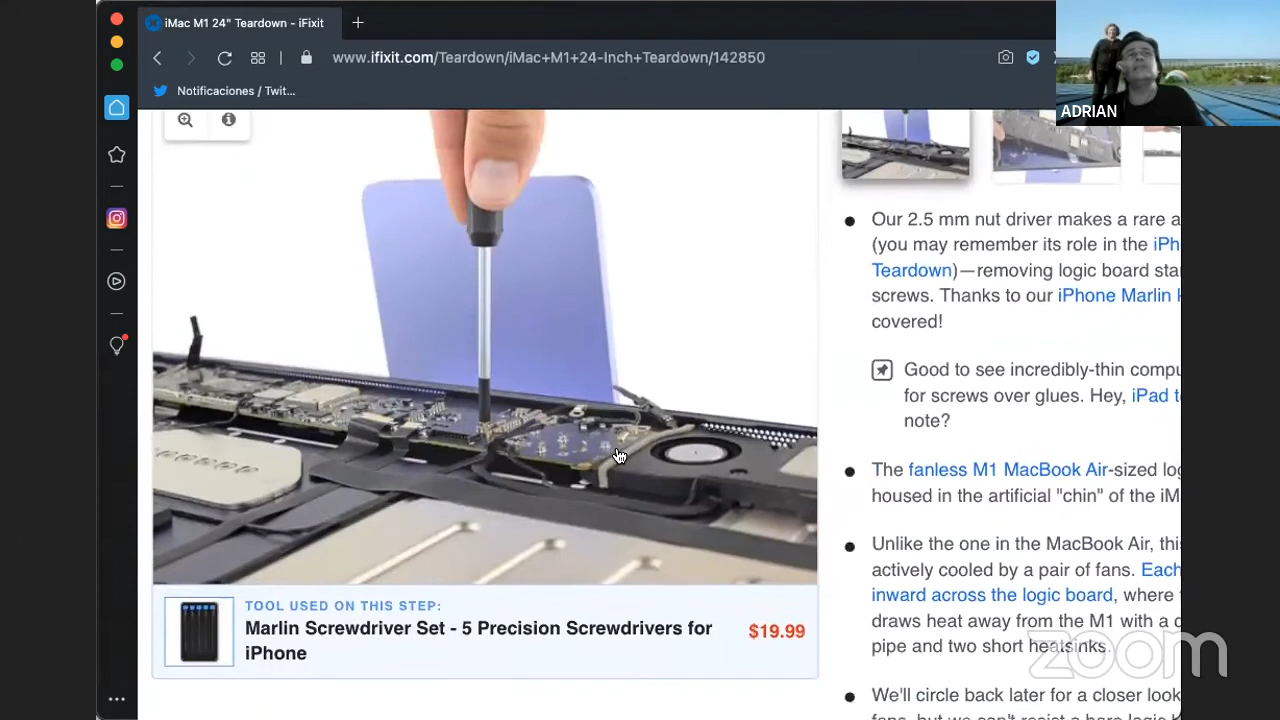 iMac M1 24" Teardown - iFixit
www.ifixit.com/Teardown/iMac+M1+24-Inch+Teardown/142850
Notificaciones / Twit...
ADRIAN
Our 2.5 mm nut driver makes a rare a
(you may remember its role in the iPh
Teardown)—removing logic board sta
screws. Thanks to our iPhone Marlin
covered!
Good to see incredibly-thin compu
for screws over glues. Hey, iPad t
note?
The fanless M1 MacBook Air-sized log
housed in the artificial "chin" of the iM
Unlike the one in the MacBook Air, this
actively cooled by a pair of fans. Each
inward across the logic board, where
draws heat away from the M1 with a c
pipe and two short heatsinks.
We'll circle back later for a closer look
TOOL USED ON THIS STEP:
Marlin Screwdriver Set - 5 Precision Screwdrivers for
iPhone
$19.99
zoom